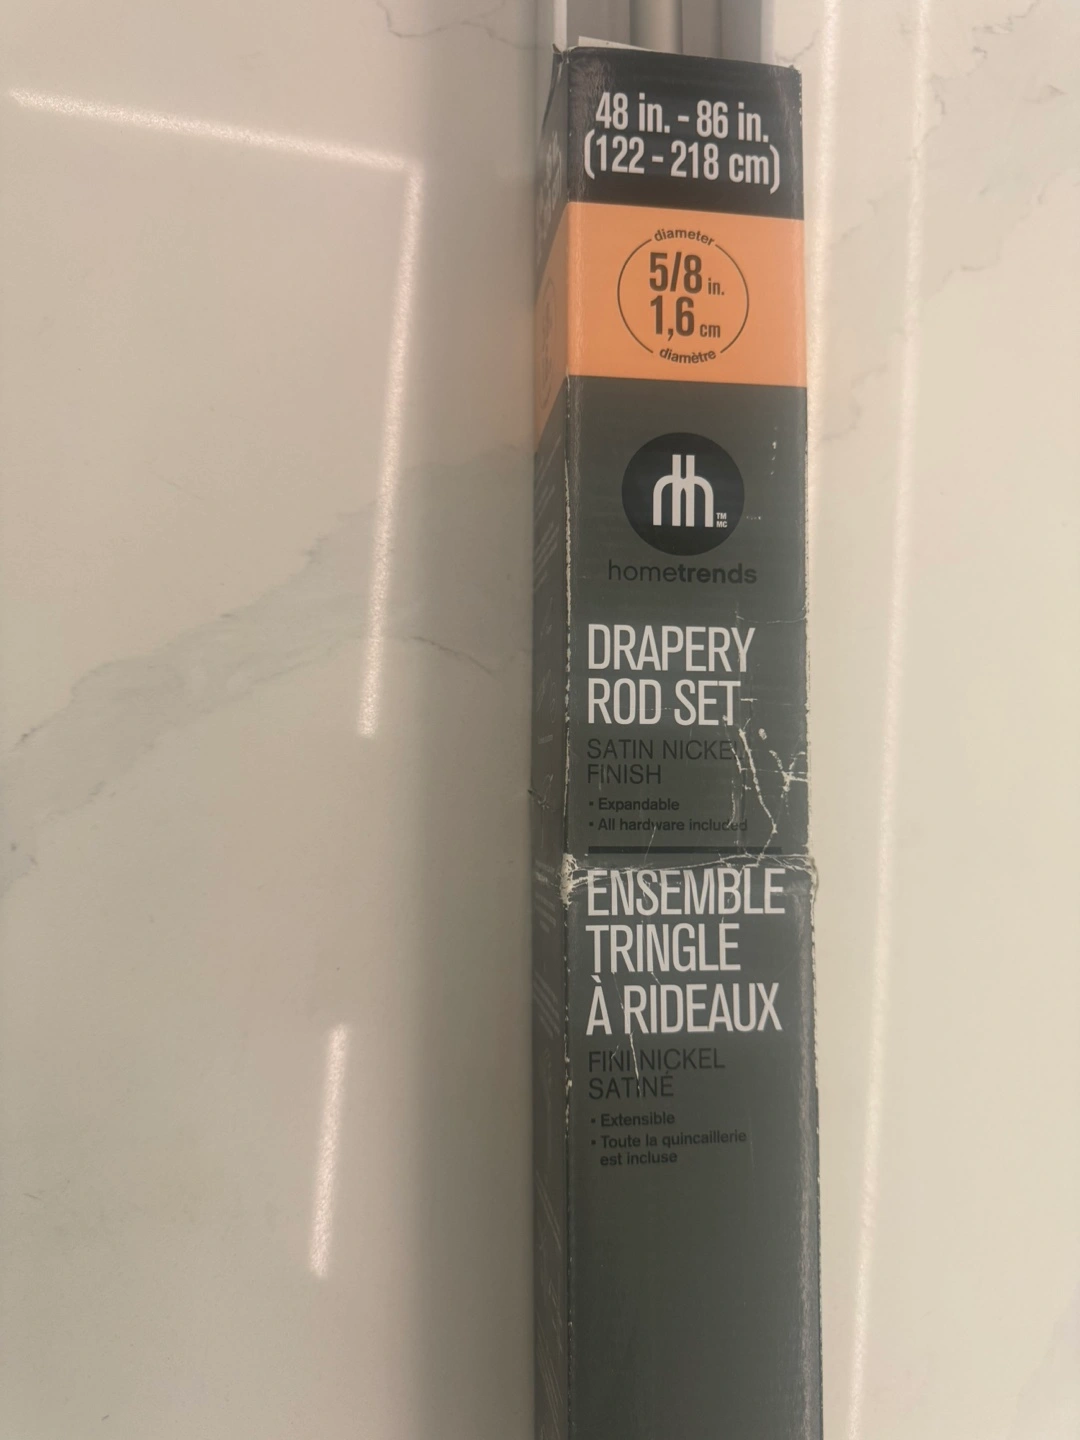 48 in. - 86 in.
(122 - 218 cm)
diameter
5/8 in.
1,6 cm
diamètre
TM
MC
hometrends
DRAPERY
ROD SET
SATIN NICKEL
FINISH
• Expandable
• All hardware included
ENSEMBLE
TRINGLE
À RIDEAUX
FINI NICKEL
SATINÉ
• Extensible
• Toute la quincaillerie
est incluse